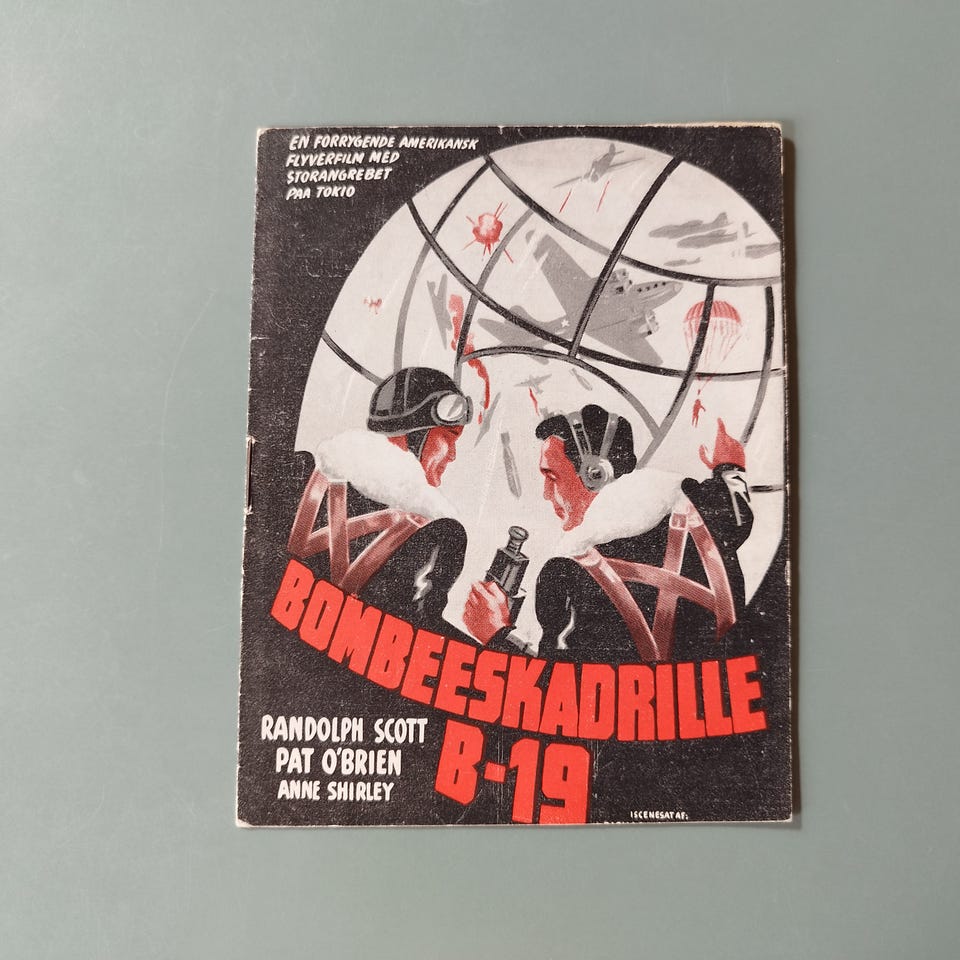 EN FORRYGENDE AMERIKANSK
FLYVERFILM MED
STORANGREBET
PAA TOKIO
BOMBEESKADRILLE
B-19
RANDOLPH SCOTT
PAT O'BRIEN
ANNE SHIRLEY
ISCENESAT AF: